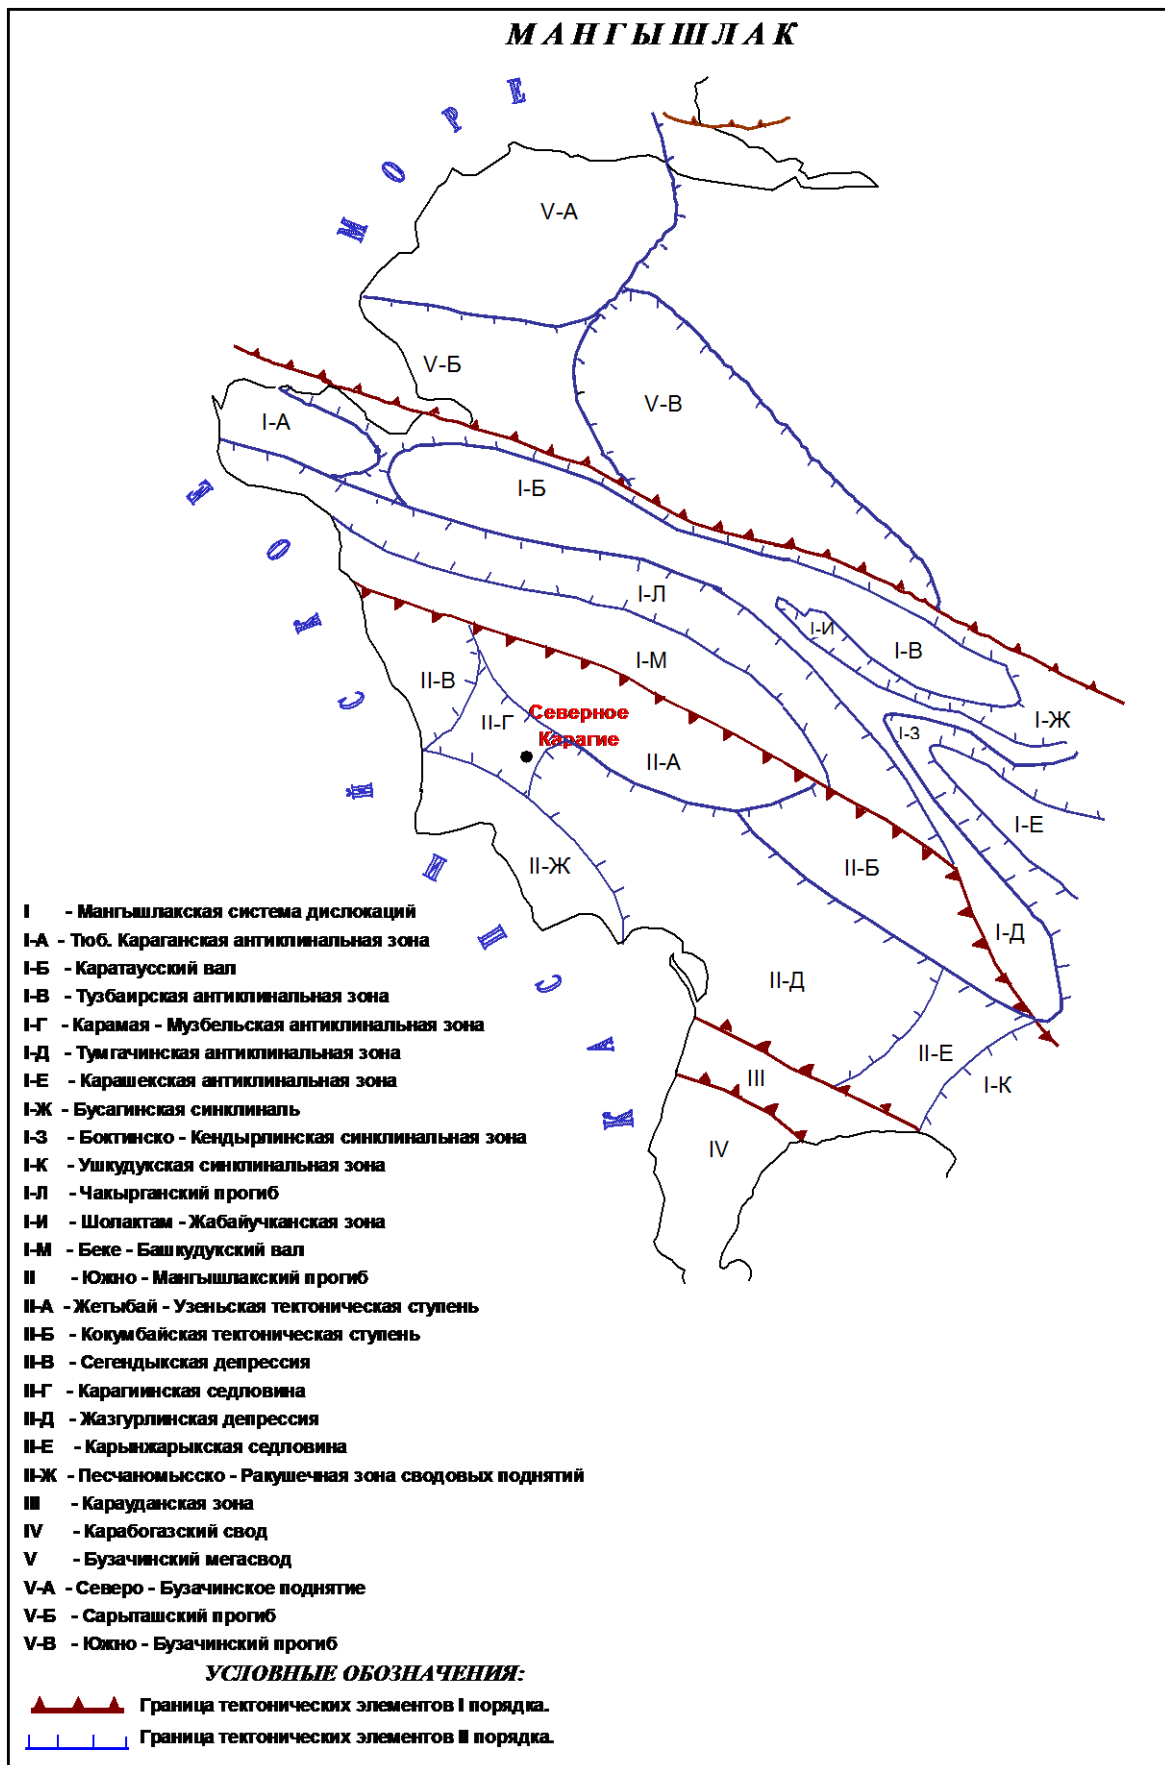 МАНГЫШЛАК
КАСПИЙСКОЕ МОРЕ
V-А
V-Б
V-В
I-А
I-Б
I-Л
I-И
I-В
I-М
II-В
II-Г
Северное
Карагие
I-Ж
I-З
II-А
I-Е
II-Б
II-Ж
I-Д
II-Д
II-Е
III
I-К
IV
I - Мангышлакская система дислокаций
I-А - Тюб. Караганская антиклинальная зона
I-Б - Каратаусский вал
I-В - Тузбаирская антиклинальная зона
I-Г - Карамая - Музбельская антиклинальная зона
I-Д - Тумгачинская антиклинальная зона
I-Е - Карашекская антиклинальная зона
I-Ж - Бусагинская синклиналь
I-З - Боктинско - Кендырлинская синклинальная зона
I-К - Ушкудукская синклинальная зона
I-Л - Чакырганский прогиб
I-И - Шолактам - Жабайучканская зона
I-М - Беке - Башкудукский вал
II - Южно - Мангышлакский прогиб
II-А - Жетыбай - Узеньская тектоническая ступень
II-Б - Кокумбайская тектоническая ступень
II-В - Сегендыкская депрессия
II-Г - Карагиинская седловина
II-Д - Жазгурлинская депрессия
II-Е - Карынжарыкская седловина
II-Ж - Песчаномысско - Ракушечная зона сводовых поднятий
III - Карауданская зона
IV - Карабогазский свод
V - Бузачинский мегасвод
V-А - Северо - Бузачинское поднятие
V-Б - Сарыташский прогиб
V-В - Южно - Бузачинский прогиб
УСЛОВНЫЕ ОБОЗНАЧЕНИЯ:
Граница тектонических элементов I порядка.
Граница тектонических элементов II порядка.